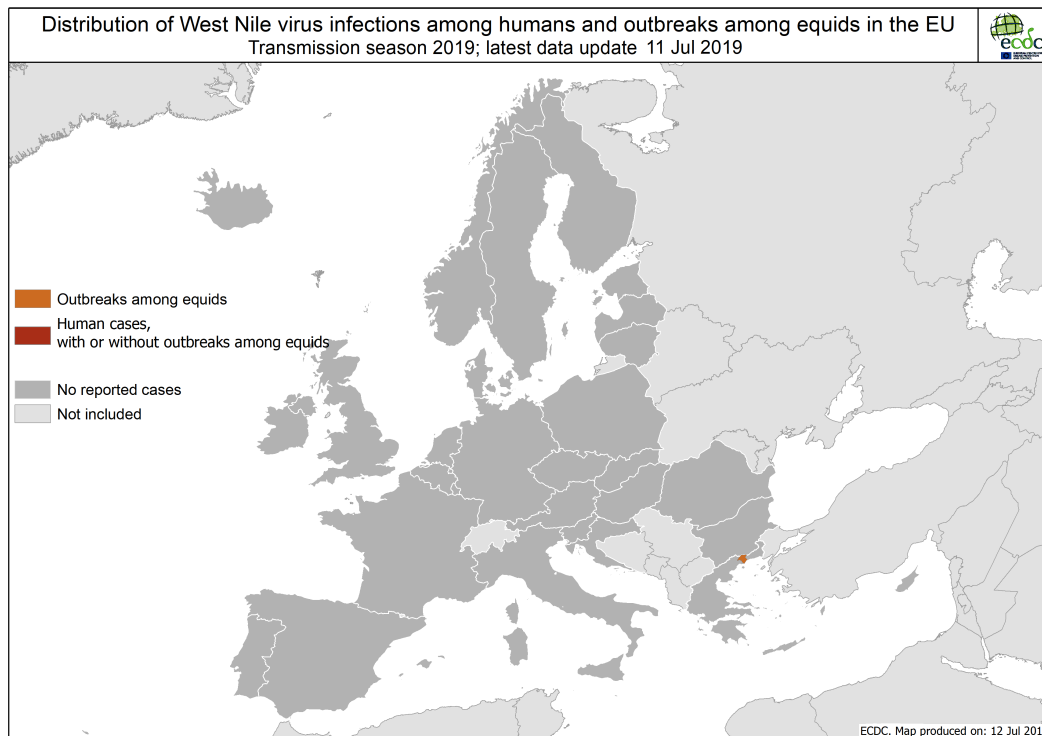 Distribution of West Nile virus infections among humans and outbreaks among equids in the EU
Transmission season 2019; latest data update 11 Jul 2019
ecdc
Outbreaks among equids
Human cases,
with or without outbreaks among equids
No reported cases
Not included
ECDC. Map produced on: 12 Jul 201